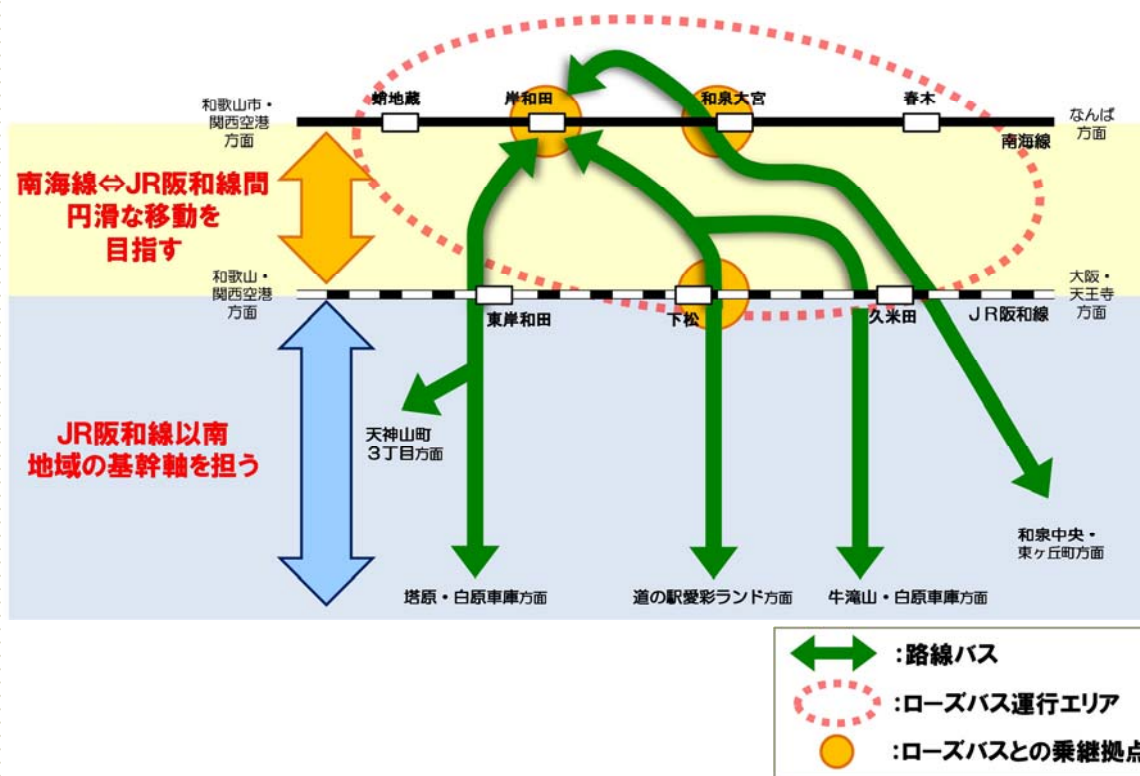 和歌山市・
関西空港
方面
蛸地蔵
岸和田
和泉大宮
春木
なんば
方面
南海線
南海線⇔JR阪和線間
円滑な移動を
目指す
和歌山・
関西空港
方面
東岸和田
下松
久米田
JR阪和線
大阪・
天王寺
方面
JR阪和線以南
地域の基幹軸を担う
天神山町
3丁目方面
和泉中央・
東ヶ丘町方面
塔原・白原車庫方面
道の駅愛彩ランド方面
牛滝山・白原車庫方面
:路線バス
:ローズバス運行エリア
:ローズバスとの乗継拠点